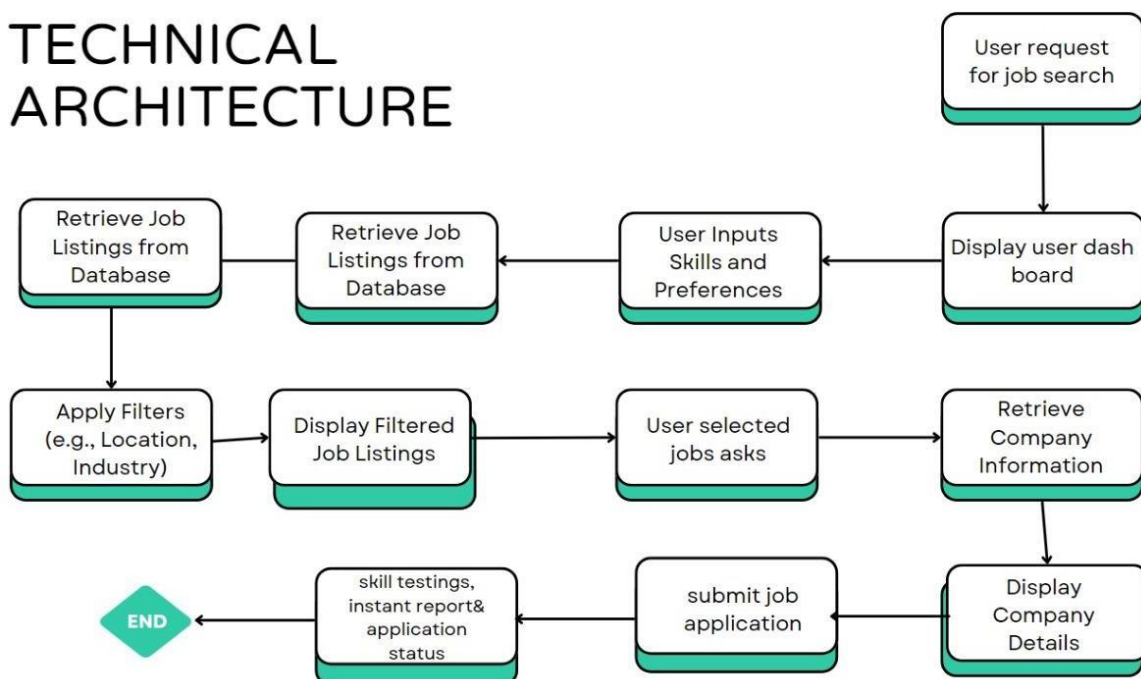 TECHNICAL
ARCHITECTURE
User request
for job search
Display user dash
board
User Inputs
Skills and
Preferences
Retrieve Job
Listings from
Database
Retrieve Job
Listings from
Database
Apply Filters
(e.g., Location,
Industry)
Display Filtered
Job Listings
User selected
jobs asks
Retrieve
Company
Information
Display
Company
Details
submit job
application
skill testings,
instant report&
application
status
END